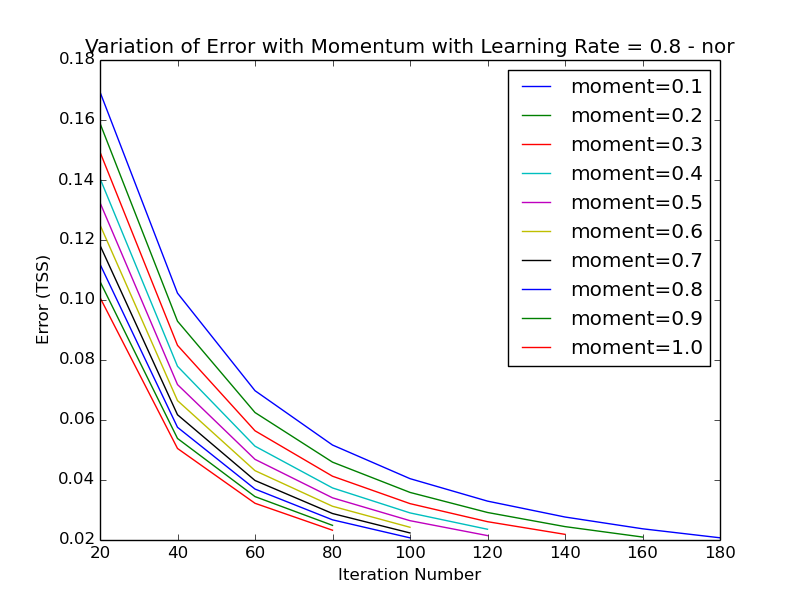 Variation of Error with Momentum with Learning Rate = 0.8 - nor
0.18
0.16
0.14
0.12
0.10
0.08
0.06
0.04
0.02
Error (TSS)
moment=0.1
moment=0.2
moment=0.3
moment=0.4
moment=0.5
moment=0.6
moment=0.7
moment=0.8
moment=0.9
moment=1.0
20 40 60 80 100 120 140 160 180
Iteration Number